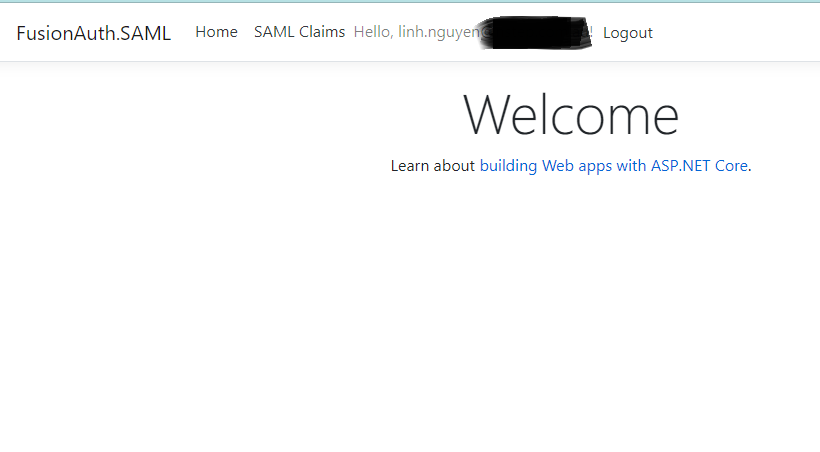 FusionAuth.SAML Home SAML Claims Hello, linh.nguyen ! Logout
Welcome
Learn about building Web apps with ASP.NET Core.